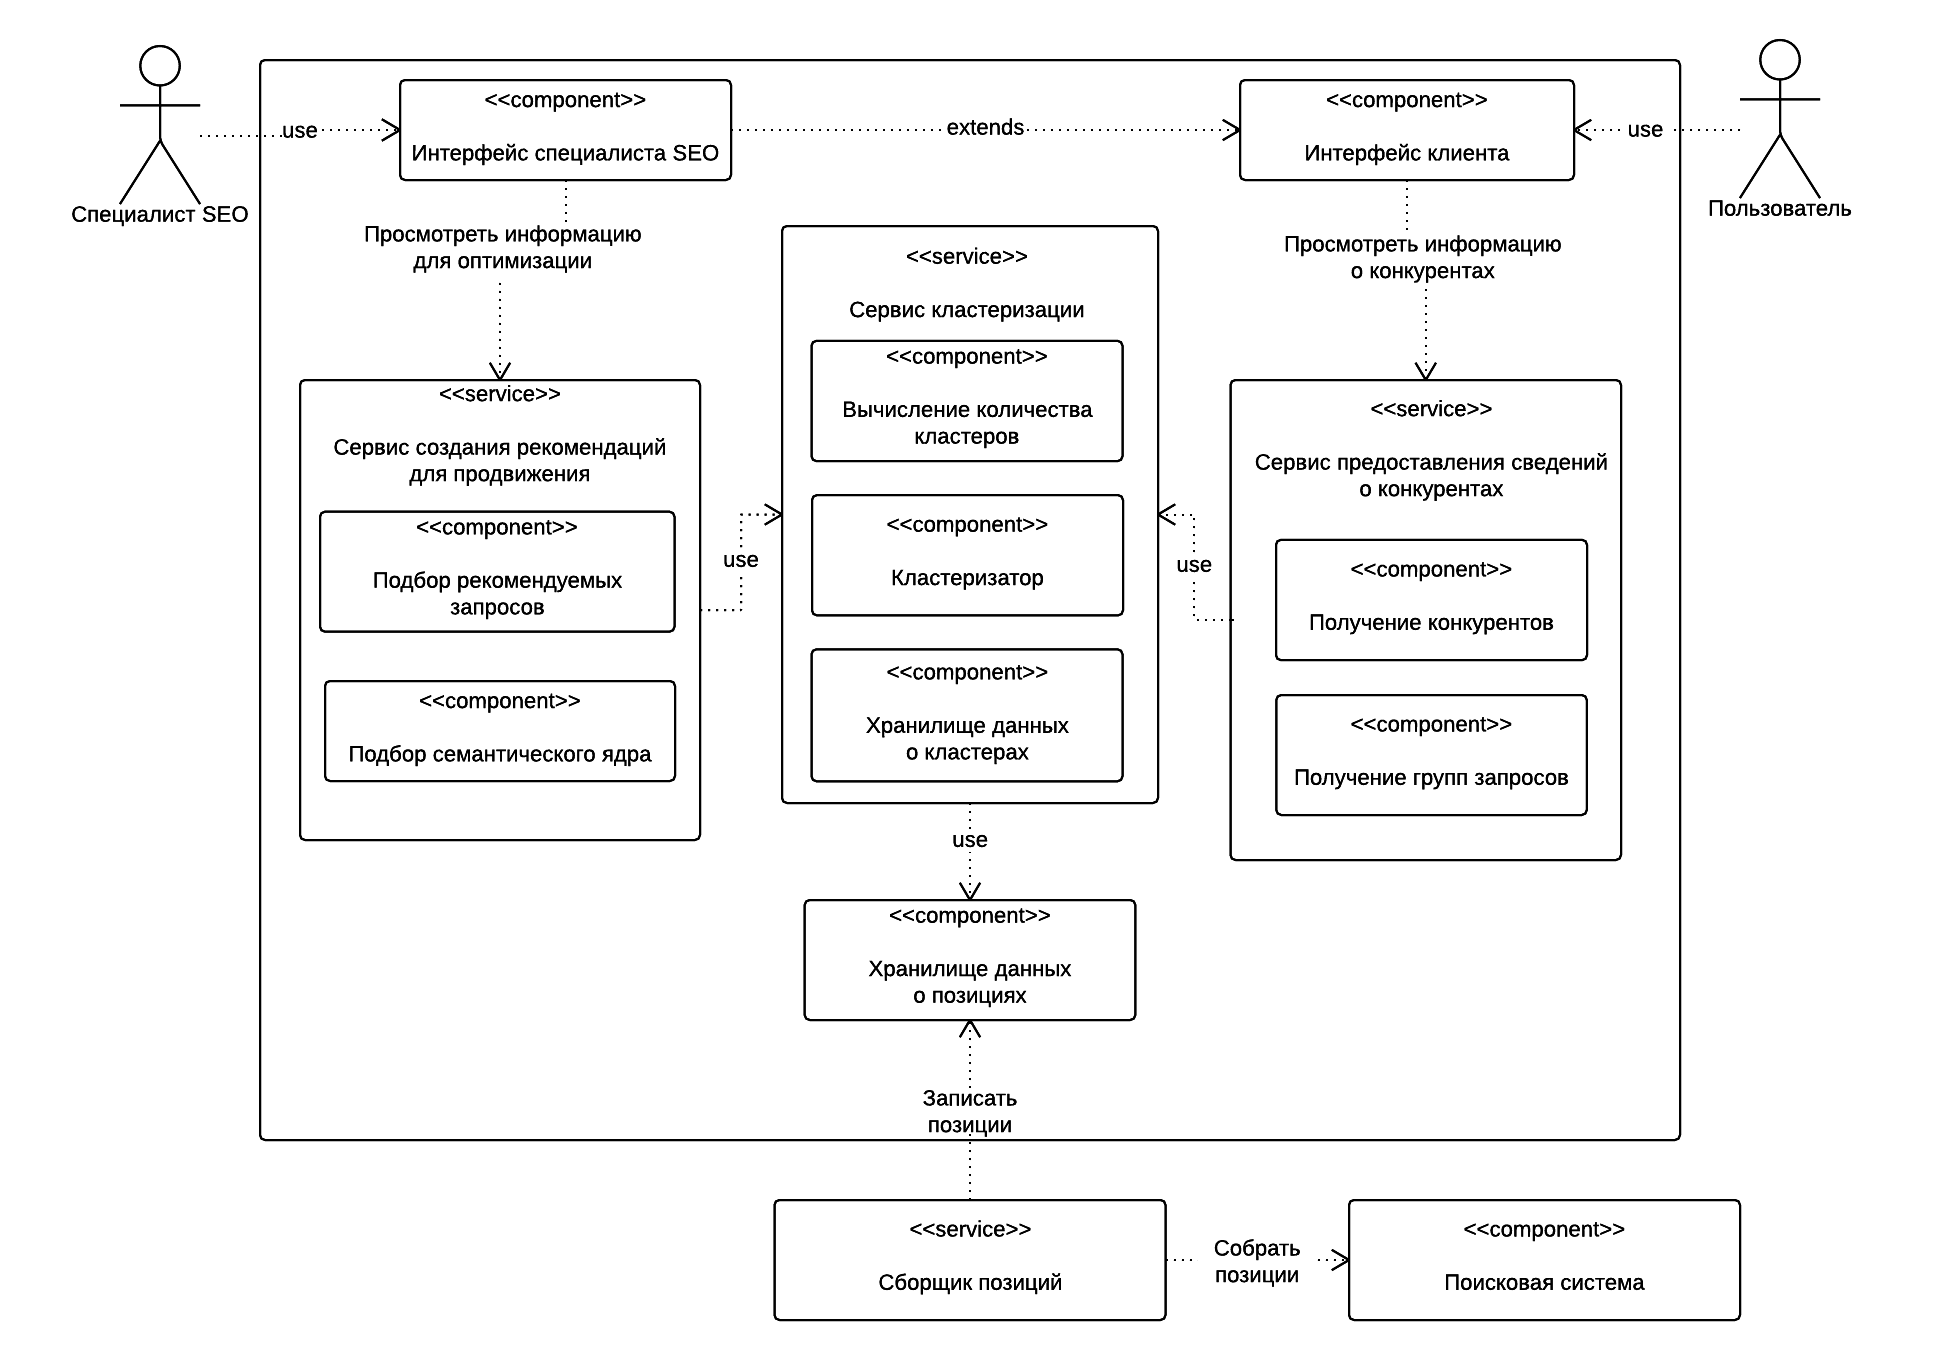 Специалист SEO
use
<<component>>
Интерфейс специалиста SEO
extends
<<component>>
Интерфейс клиента
use
Пользователь
Просмотреть информацию
для оптимизации
Просмотреть информацию
о конкурентах
<<service>>
Сервис создания рекомендаций
для продвижения
<<component>>
Подбор рекомендуемых
запросов
<<component>>
Подбор семантического ядра
use
<<service>>
Сервис кластеризации
<<component>>
Вычисление количества
кластеров
<<component>>
Кластеризатор
<<component>>
Хранилище данных
о кластерах
use
<<service>>
Сервис предоставления сведений
о конкурентах
<<component>>
Получение конкурентов
<<component>>
Получение групп запросов
use
<<component>>
Хранилище данных
о позициях
Записать
позиции
<<service>>
Сборщик позиций
Собрать
позиции
<<component>>
Поисковая система